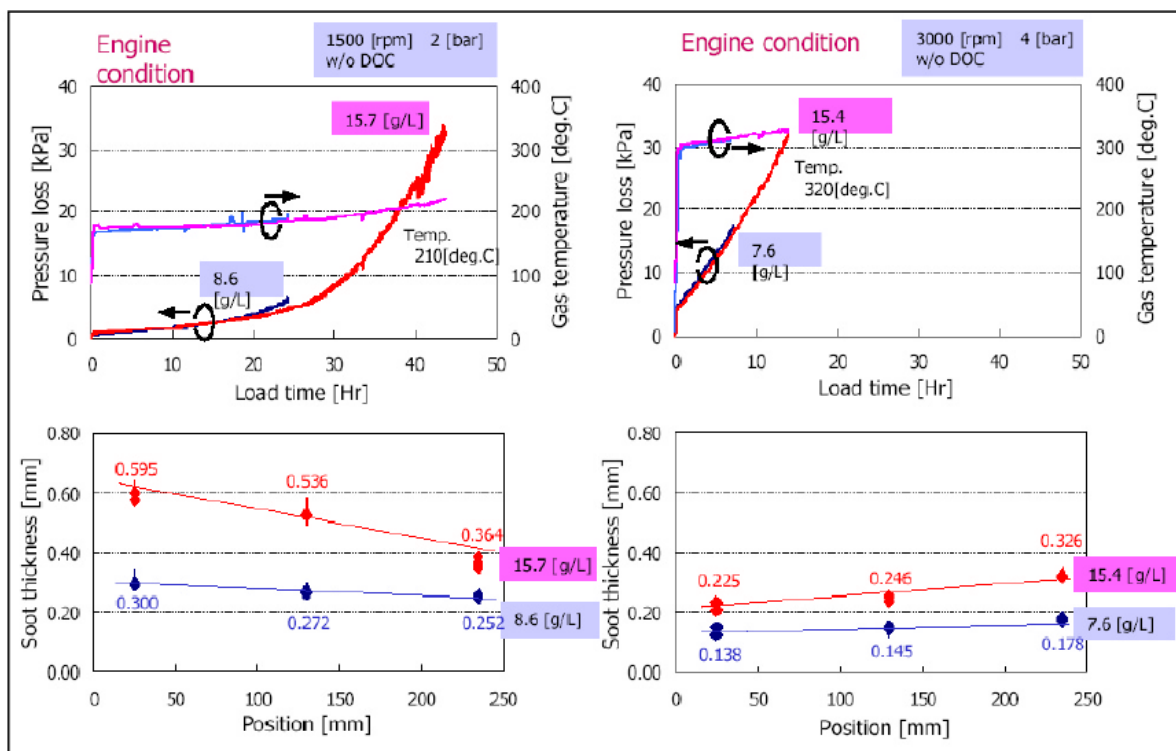 Engine
condition
1500 [rpm] 2 [bar]
w/o DOC
40
30
20
10
0
Pressure loss [kPa]
400
300
200
100
0
Gas temperature [deg.C]
15.7 [g/L]
Temp.
210[deg.C]
8.6
[g/L]
0 10 20 30 40 50
Load time [Hr]
Engine condition
3000 [rpm] 4 [bar]
w/o DOC
40
30
20
10
0
Pressure loss [kPa]
400
300
200
100
0
Gas temperature [deg.C]
15.4
[g/L]
Temp.
320[deg.C]
7.6
[g/L]
0 10 20 30 40 50
Load time [Hr]
0.80
0.60
0.40
0.20
0.00
Soot thickness [mm]
0.595
0.536
0.364
15.7 [g/L]
0.300
0.272
0.252
8.6 [g/L]
0 50 100 150 200 250
Position [mm]
0.80
0.60
0.40
0.20
0.00
Soot thickness [mm]
0.225
0.246
0.326
15.4 [g/L]
0.138
0.145
0.178
7.6 [g/L]
0 50 100 150 200 250
Position [mm]